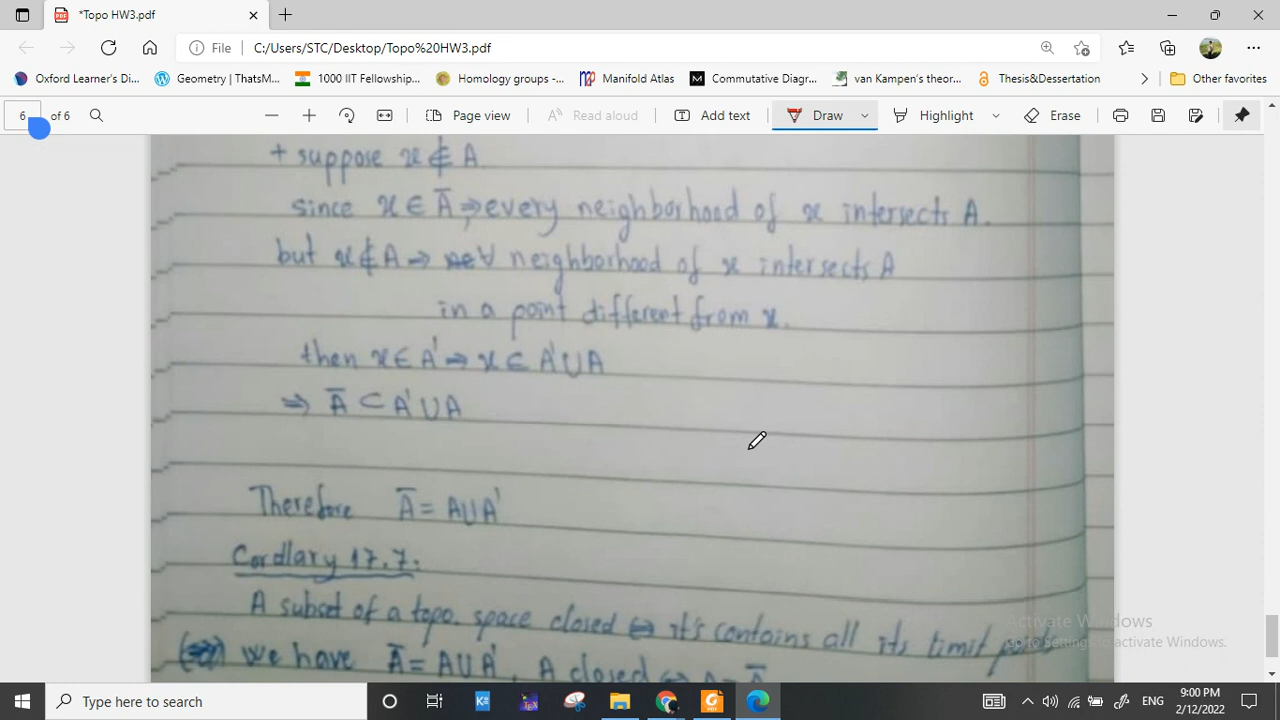 *Topo HW3.pdf
File C:/Users/STC/Desktop/Topo%20HW3.pdf
Oxford Learner's Di... Geometry | ThatsM... 1000 IIT Fellowship... Homology groups -... Manifold Atlas Commutative Diagr... van Kampen's theor... Thesis&Dessertation Other favorites
6 of 6 Page view Read aloud Add text Draw Highlight Erase
+ suppose x ∉ A
since x ∈ Ā ⇒ every neighborhood of x intersects A.
but x ∉ A ⇒ ∀ neighborhood of x intersects A
in a point different from x.
then x ∈ A' ⇒ x ∈ A' ∪ A
⇒ Ā ⊂ A' ∪ A
Therefore Ā = A ∪ A'
Corollary 17.7:
A subset of a topo. space closed ⇔ it's contains all its limit
we have Ā = A ∪ A', A closed ⇔ A = Ā
Activate Windows
Go to Settings to activate Windows.
Type here to search
ENG
9:00 PM
2/12/2022